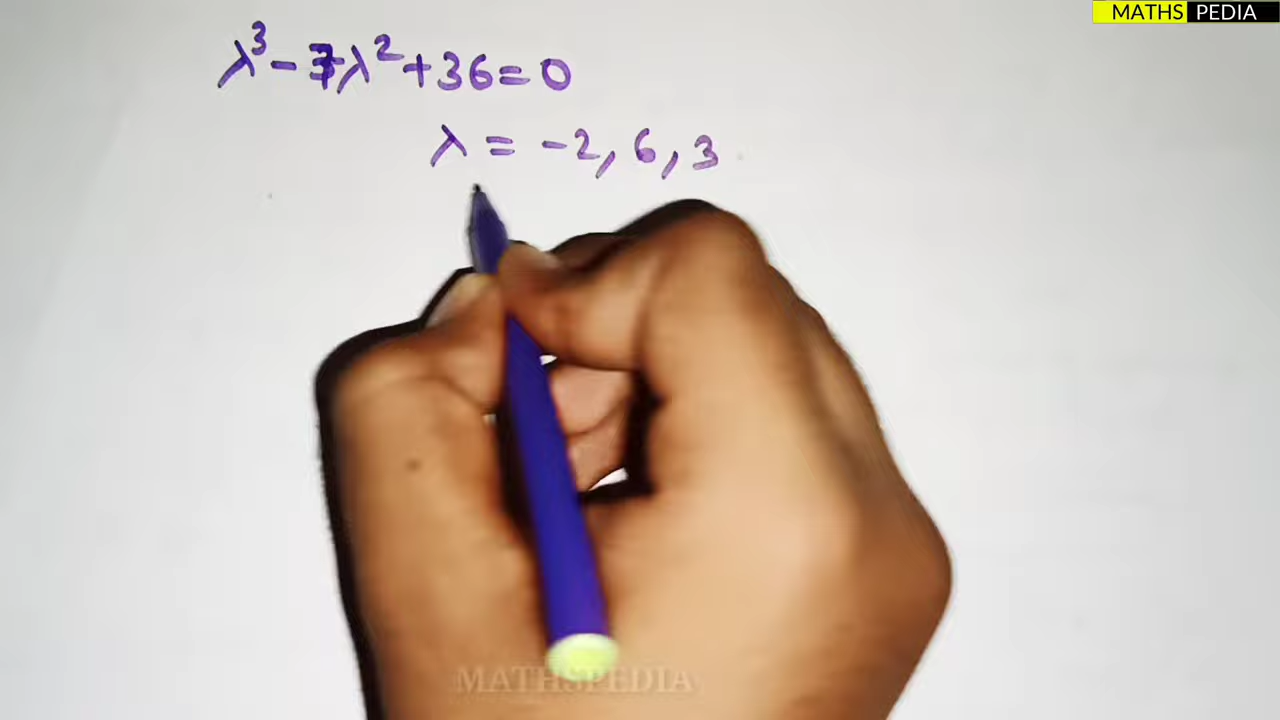 MATHS PEDIA
λ³ - 7λ² + 36 = 0
λ = -2, 6, 3
MATHSPEDIA